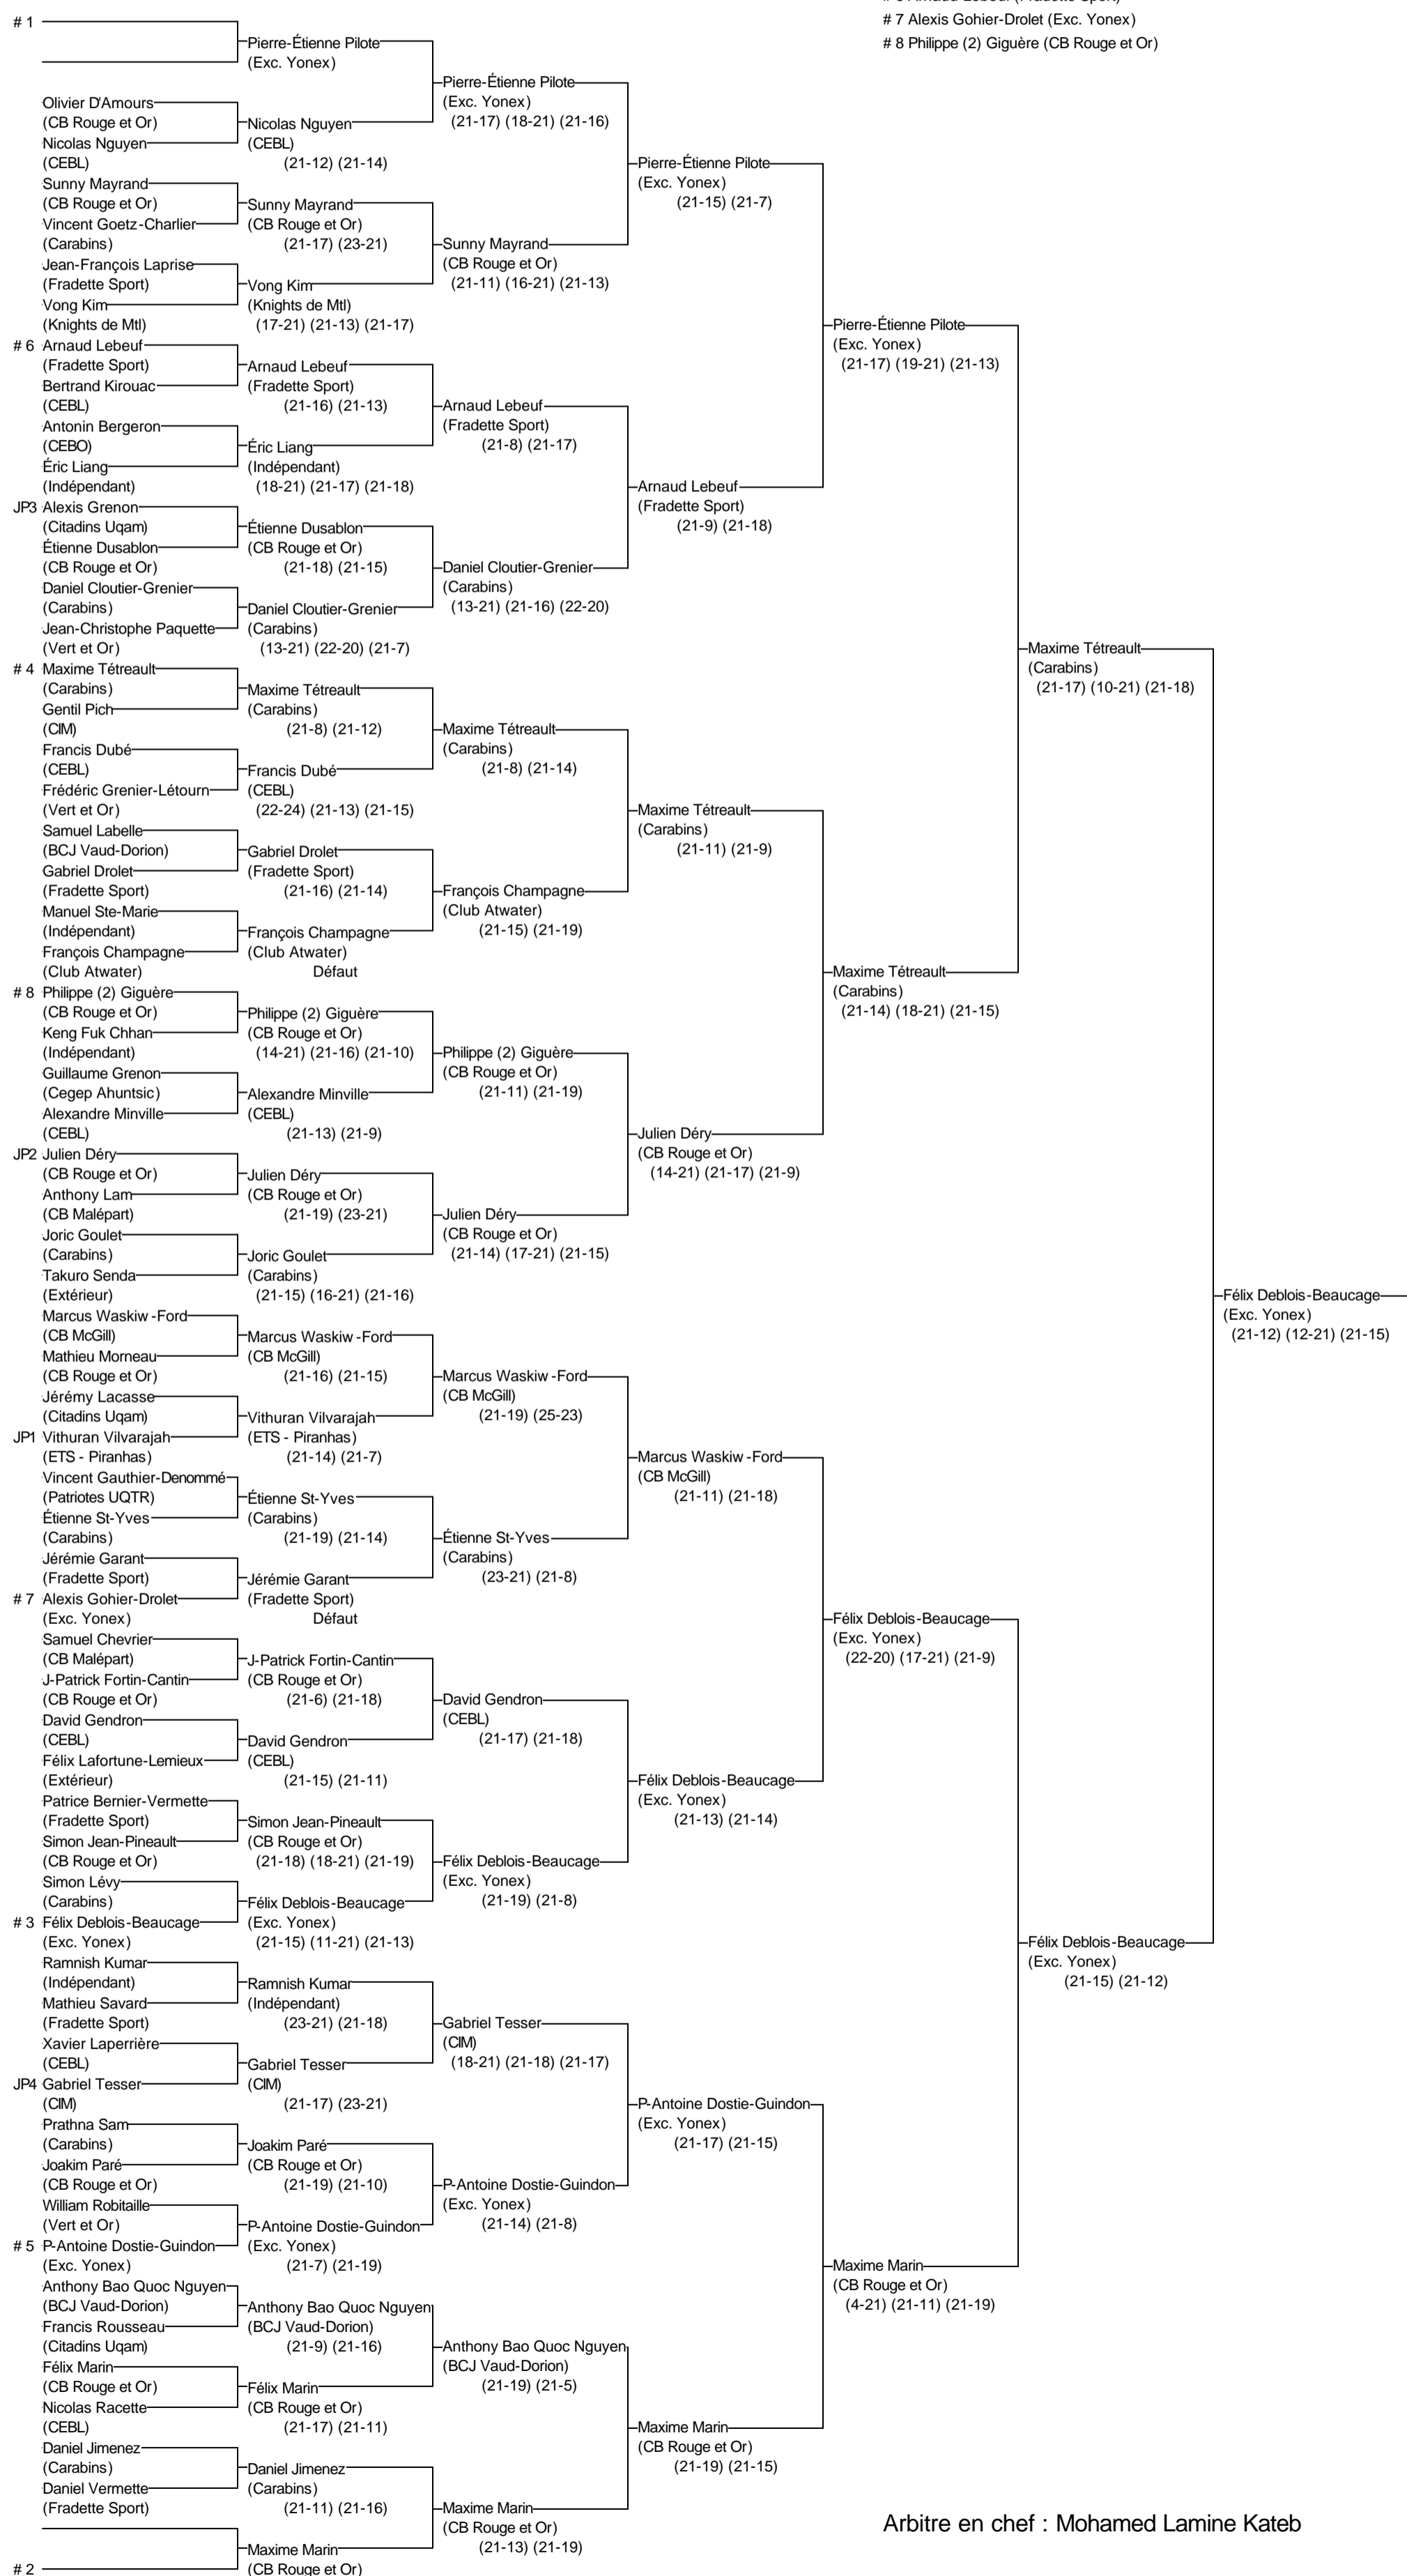 # 7 Alexis Gohier-Drolet (Exc. Yonex)
# 8 Philippe (2) Giguère (CB Rouge et Or)
# 1
Pierre-Étienne Pilote
(Exc. Yonex)
Pierre-Étienne Pilote
(Exc. Yonex)
(21-17) (18-21) (21-16)
Olivier D'Amours
(CB Rouge et Or)
Nicolas Nguyen
(CEBL)
Nicolas Nguyen
(CEBL)
(21-12) (21-14)
Pierre-Étienne Pilote
(Exc. Yonex)
(21-15) (21-7)
Sunny Mayrand
(CB Rouge et Or)
Vincent Goetz-Charlier
(Carabins)
Sunny Mayrand
(CB Rouge et Or)
(21-17) (23-21)
Sunny Mayrand
(CB Rouge et Or)
(21-11) (16-21) (21-13)
Jean-François Laprise
(Fradette Sport)
Vong Kim
(Knights de Mtl)
Vong Kim
(Knights de Mtl)
(17-21) (21-13) (21-17)
Pierre-Étienne Pilote
(Exc. Yonex)
(21-17) (19-21) (21-13)
# 6 Arnaud Lebeuf
(Fradette Sport)
Bertrand Kirouac
(CEBL)
Arnaud Lebeuf
(Fradette Sport)
(21-16) (21-13)
Arnaud Lebeuf
(Fradette Sport)
(21-8) (21-17)
Antonin Bergeron
(CEBO)
Éric Liang
(Indépendant)
Éric Liang
(Indépendant)
(18-21) (21-17) (21-18)
Arnaud Lebeuf
(Fradette Sport)
(21-9) (21-18)
JP3 Alexis Grenon
(Citadins Uqam)
Étienne Dusablon
(CB Rouge et Or)
Étienne Dusablon
(CB Rouge et Or)
(21-18) (21-15)
Daniel Cloutier-Grenier
(Carabins)
(13-21) (21-16) (22-20)
Daniel Cloutier-Grenier
(Carabins)
Jean-Christophe Paquette
(Vert et Or)
Daniel Cloutier-Grenier
(Carabins)
(13-21) (22-20) (21-7)
Maxime Tétreault
(Carabins)
(21-17) (10-21) (21-18)
# 4 Maxime Tétreault
(Carabins)
Gentil Pich
(CIM)
Maxime Tétreault
(Carabins)
(21-8) (21-12)
Maxime Tétreault
(Carabins)
(21-8) (21-14)
Francis Dubé
(CEBL)
Frédéric Grenier-Létourn
(Vert et Or)
Francis Dubé
(CEBL)
(22-24) (21-13) (21-15)
Maxime Tétreault
(Carabins)
(21-11) (21-9)
Samuel Labelle
(BCJ Vaud-Dorion)
Gabriel Drolet
(Fradette Sport)
Gabriel Drolet
(Fradette Sport)
(21-16) (21-14)
François Champagne
(Club Atwater)
(21-15) (21-19)
Manuel Ste-Marie
(Indépendant)
François Champagne
(Club Atwater)
François Champagne
(Club Atwater)
Défaut
Maxime Tétreault
(Carabins)
(21-14) (18-21) (21-15)
# 8 Philippe (2) Giguère
(CB Rouge et Or)
Keng Fuk Chhan
(Indépendant)
Philippe (2) Giguère
(CB Rouge et Or)
(14-21) (21-16) (21-10)
Philippe (2) Giguère
(CB Rouge et Or)
(21-11) (21-19)
Guillaume Grenon
(Cegep Ahuntsic)
Alexandre Minville
(CEBL)
Alexandre Minville
(CEBL)
(21-13) (21-9)
Julien Déry
(CB Rouge et Or)
(14-21) (21-17) (21-9)
JP2 Julien Déry
(CB Rouge et Or)
Anthony Lam
(CB Malépart)
Julien Déry
(CB Rouge et Or)
(21-19) (23-21)
Julien Déry
(CB Rouge et Or)
(21-14) (17-21) (21-15)
Joric Goulet
(Carabins)
Takuro Senda
(Extérieur)
Joric Goulet
(Carabins)
(21-15) (16-21) (21-16)
Félix Deblois-Beaucage
(Exc. Yonex)
(21-12) (12-21) (21-15)
Marcus Waskiw-Ford
(CB McGill)
Mathieu Morneau
(CB Rouge et Or)
Marcus Waskiw-Ford
(CB McGill)
(21-16) (21-15)
Marcus Waskiw-Ford
(CB McGill)
(21-19) (25-23)
Jérémy Lacasse
(Citadins Uqam)
JP1 Vithuran Vilvarajah
(ETS - Piranhas)
Vithuran Vilvarajah
(ETS - Piranhas)
(21-14) (21-7)
Marcus Waskiw-Ford
(CB McGill)
(21-11) (21-18)
Vincent Gauthier-Denommé
(Patriotes UQTR)
Étienne St-Yves
(Carabins)
Étienne St-Yves
(Carabins)
(21-19) (21-14)
Étienne St-Yves
(Carabins)
(23-21) (21-8)
Jérémie Garant
(Fradette Sport)
# 7 Alexis Gohier-Drolet
(Exc. Yonex)
Jérémie Garant
(Fradette Sport)
Défaut
Félix Deblois-Beaucage
(Exc. Yonex)
(22-20) (17-21) (21-9)
Samuel Chevrier
(CB Malépart)
J-Patrick Fortin-Cantin
(CB Rouge et Or)
J-Patrick Fortin-Cantin
(CB Rouge et Or)
(21-6) (21-18)
David Gendron
(CEBL)
(21-17) (21-18)
David Gendron
(CEBL)
Félix Lafortune-Lemieux
(Extérieur)
David Gendron
(CEBL)
(21-15) (21-11)
Félix Deblois-Beaucage
(Exc. Yonex)
(21-13) (21-14)
Patrice Bernier-Vermette
(Fradette Sport)
Simon Jean-Pineault
(CB Rouge et Or)
Simon Jean-Pineault
(CB Rouge et Or)
(21-18) (18-21) (21-19)
Félix Deblois-Beaucage
(Exc. Yonex)
(21-19) (21-8)
Simon Lévy
(Carabins)
# 3 Félix Deblois-Beaucage
(Exc. Yonex)
Félix Deblois-Beaucage
(Exc. Yonex)
(21-15) (11-21) (21-13)
Félix Deblois-Beaucage
(Exc. Yonex)
(21-15) (21-12)
Ramnish Kumar
(Indépendant)
Mathieu Savard
(Fradette Sport)
Ramnish Kumar
(Indépendant)
(23-21) (21-18)
Gabriel Tesser
(CIM)
(18-21) (21-18) (21-17)
Xavier Laperrière
(CEBL)
JP4 Gabriel Tesser
(CIM)
Gabriel Tesser
(CIM)
(21-17) (23-21)
P-Antoine Dostie-Guindon
(Exc. Yonex)
(21-17) (21-15)
Prathna Sam
(Carabins)
Joakim Paré
(CB Rouge et Or)
Joakim Paré
(CB Rouge et Or)
(21-19) (21-10)
P-Antoine Dostie-Guindon
(Exc. Yonex)
(21-14) (21-8)
William Robitaille
(Vert et Or)
# 5 P-Antoine Dostie-Guindon
(Exc. Yonex)
P-Antoine Dostie-Guindon
(Exc. Yonex)
(21-7) (21-19)
Maxime Marin
(CB Rouge et Or)
(4-21) (21-11) (21-19)
Anthony Bao Quoc Nguyen
(BCJ Vaud-Dorion)
Francis Rousseau
(Citadins Uqam)
Anthony Bao Quoc Nguyen
(BCJ Vaud-Dorion)
(21-9) (21-16)
Anthony Bao Quoc Nguyen
(BCJ Vaud-Dorion)
(21-19) (21-5)
Félix Marin
(CB Rouge et Or)
Nicolas Racette
(CEBL)
Félix Marin
(CB Rouge et Or)
(21-17) (21-11)
Maxime Marin
(CB Rouge et Or)
(21-19) (21-15)
Daniel Jimenez
(Carabins)
Daniel Vermette
(Fradette Sport)
Daniel Jimenez
(Carabins)
(21-11) (21-16)
Maxime Marin
(CB Rouge et Or)
(21-13) (21-19)
Maxime Marin
(CB Rouge et Or)
# 2
Arbitre en chef : Mohamed Lamine Kateb